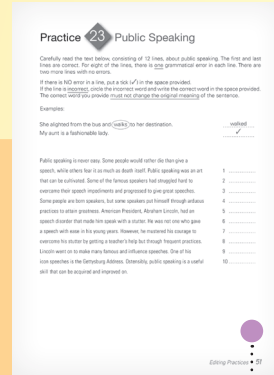 Practice 23 Public Speaking
Carefully read the text below, consisting of 12 lines, about public speaking. The first and last
lines are correct. For eight of the lines, there is one grammatical error in each line. There are
two more lines with no errors.
If there is NO error in a line, put a tick (✓) in the space provided.
If the line is incorrect, circle the incorrect word and write the correct word in the space provided.
The correct word you provide must not change the original meaning of the sentence.
Examples:
She alighted from the bus and walks to her destination. walked
My aunt is a fashionable lady. ✓
Public speaking is never easy. Some people would rather die than give a
speech, while others fear it as much as death itself. Public speaking was an art 1
that can be cultivated. Some of the famous speakers had struggled hard to 2
overcome their speech impediments and progressed to give great speeches. 3
Some people are born speakers, but some speakers put himself through arduous 4
practices to attain greatness. American President, Abraham Lincoln, had an 5
speech disorder that made him speak with a stutter. He was not one who gave 6
a speech with ease in his young years. However, he mustered his courage to 7
overcome his stutter by getting a teacher's help but through frequent practices. 8
Lincoln went on to make many famous and influence speeches. One of his 9
icon speeches is the Gettysburg Address. Ostensibly, public speaking is a useful 10
skill that can be acquired and improved on.
Editing Practices 51